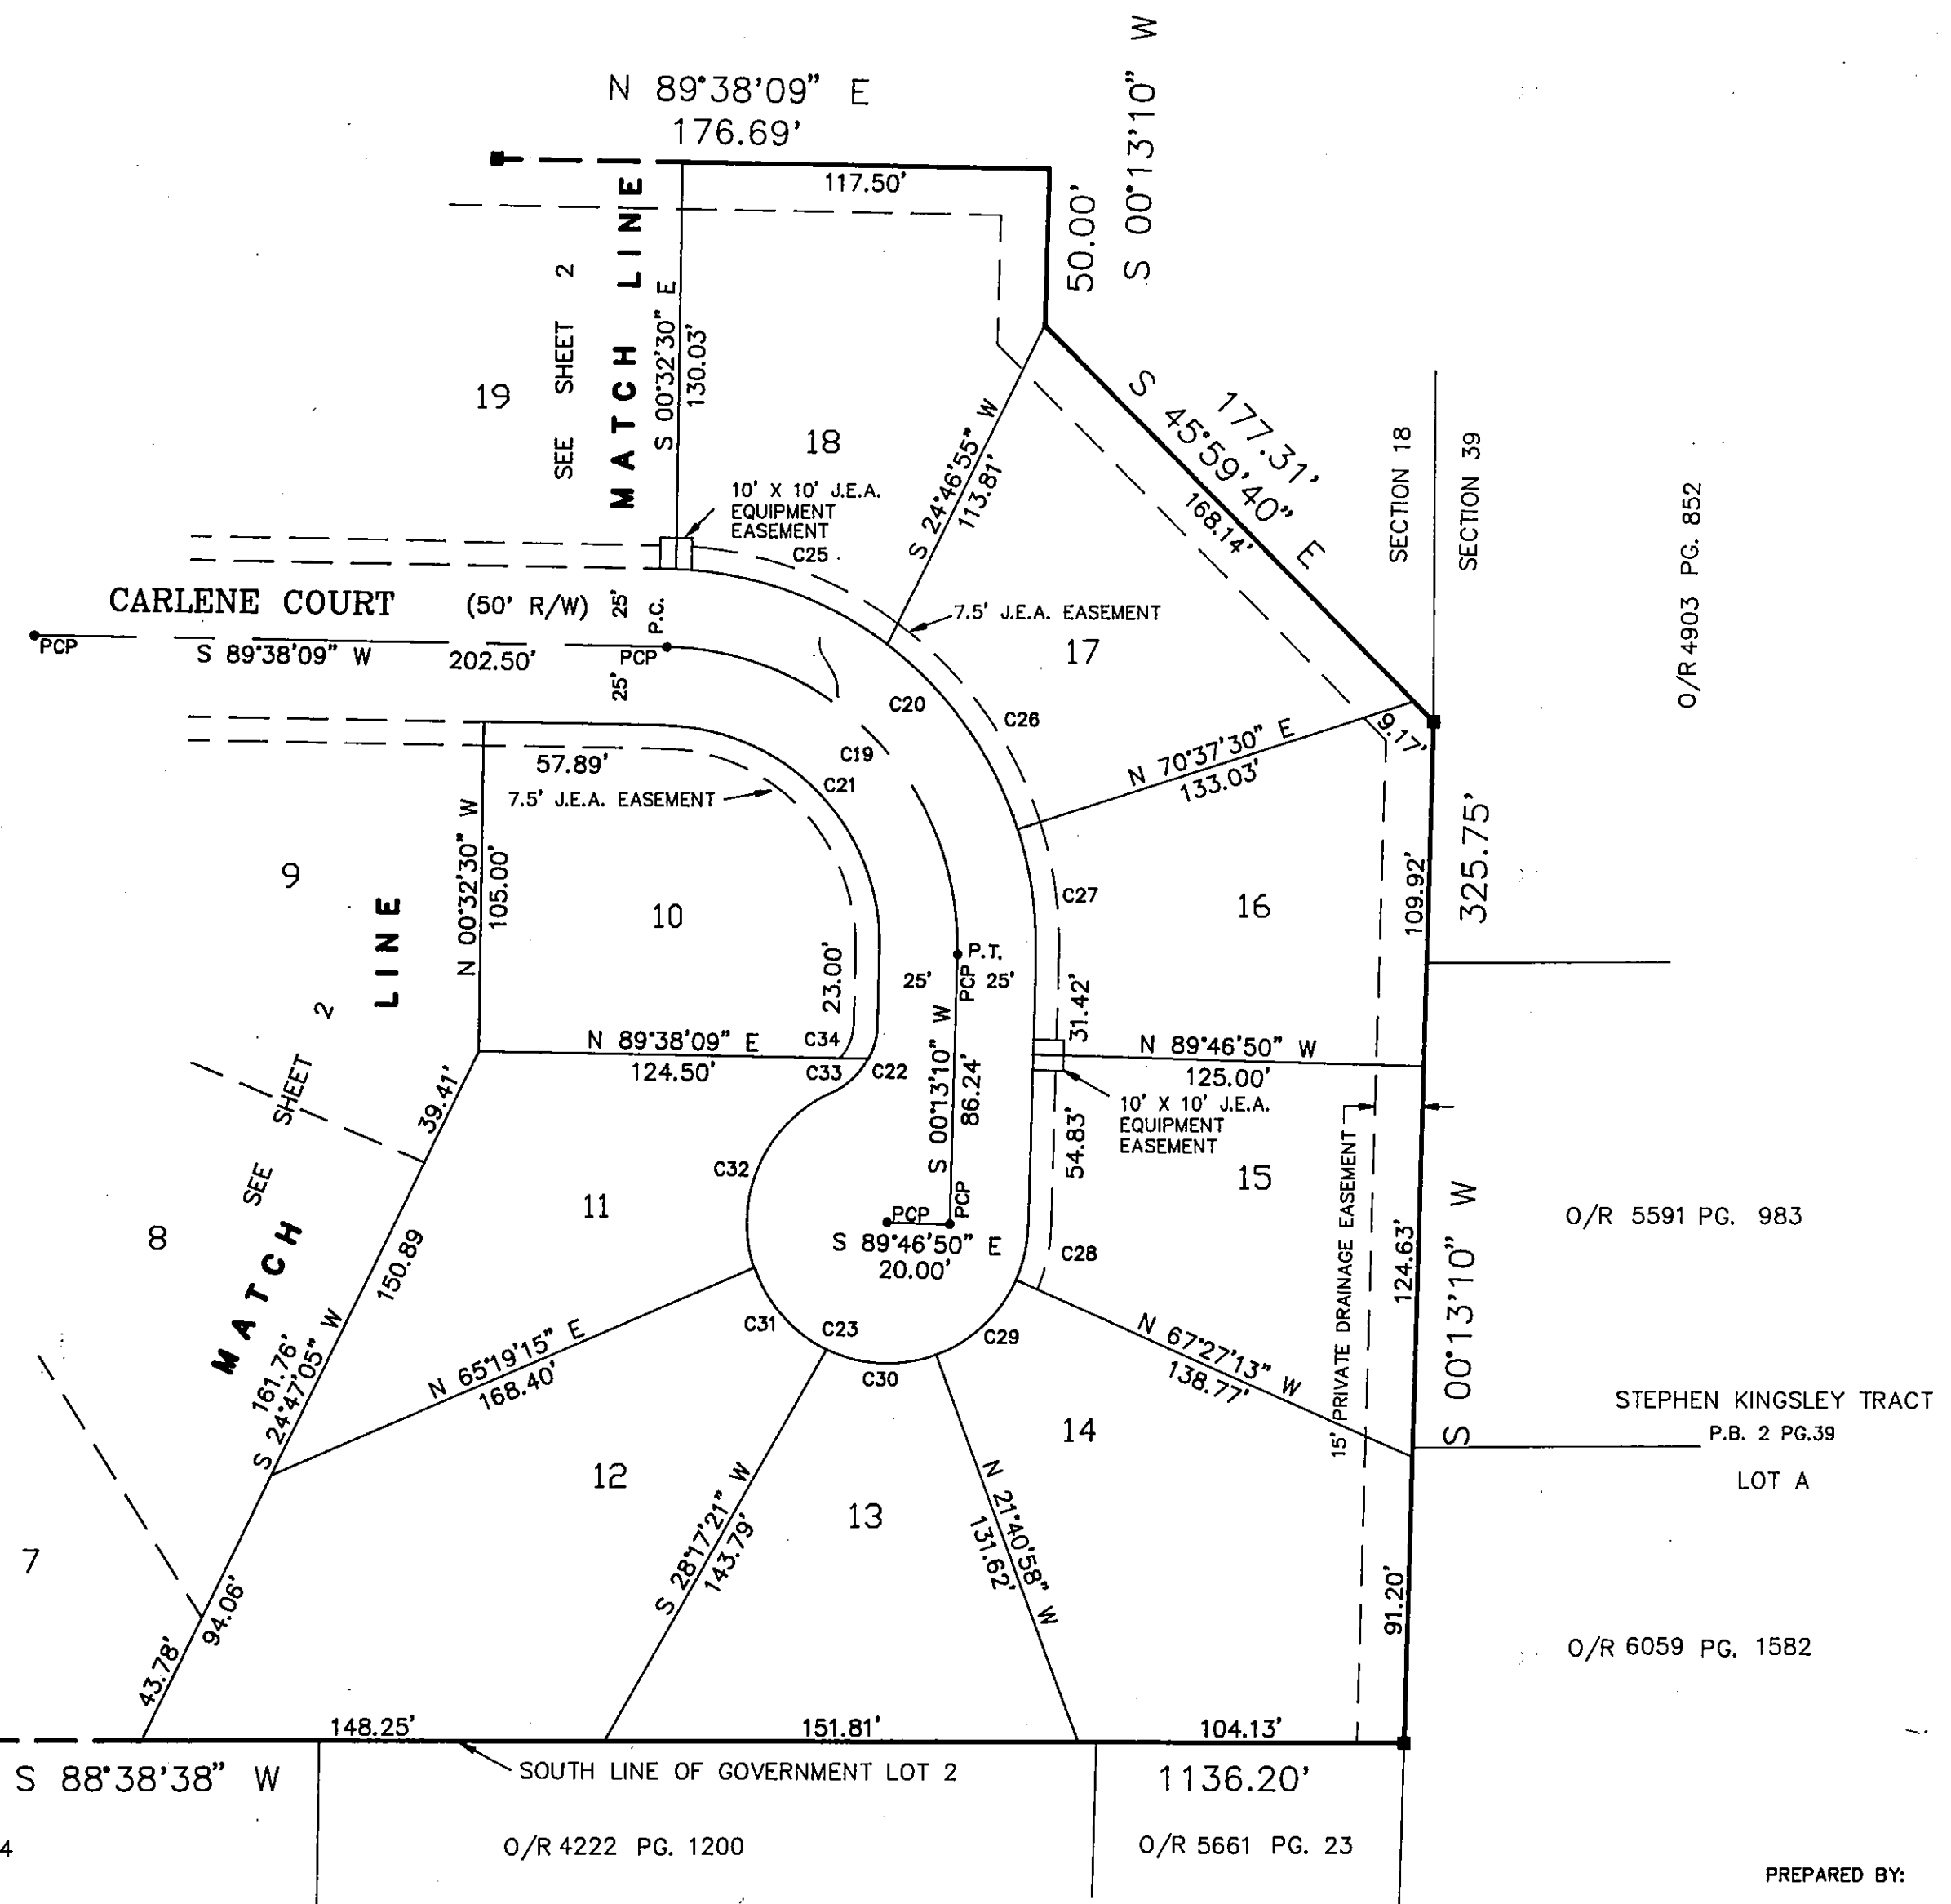 N 89°38'09" E
176.69'
117.50'
50.00'
S 00°13'10" W
MATCH LINE
SEE SHEET 2
S 00°32'30" E
130.03'
19
18
10' X 10' J.E.A.
EQUIPMENT
EASEMENT
C25
S 24°46'55" W
113.81'
177.31'
S 45°59'40" E
168.14'
SECTION 18
SECTION 39
O/R 4903 PG. 852
CARLENE COURT
(50' R/W)
25'
P.C.
7.5' J.E.A. EASEMENT
17
PCP
S 89°38'09" W
202.50'
PCP
25'
C20
C26
C19
C21
57.89'
7.5' J.E.A. EASEMENT
N 70°37'30" E
133.03'
9.17'
325.75'
9
N 00°32'30" W
105.00'
10
C27
16
109.92'
LINE
23.00'
P.T.
25'
PCP
25'
31.42'
SEE SHEET 2
N 89°38'09" E
124.50'
C34
C33
C22
S 00°13'10" W
86.24'
N 89°46'50" W
125.00'
10' X 10' J.E.A.
EQUIPMENT
EASEMENT
39.41'
54.83'
C32
15
11
8
MATCH
150.89
PCP
PCP
S 89°46'50" E
20.00'
C28
15' PRIVATE DRAINAGE EASEMENT
124.63'
S 00°13'10" W
O/R 5591 PG. 983
161.76'
S 24°47'05" W
N 65°19'15" E
168.40'
C31
C23
C30
C29
N 67°27'13" W
138.77'
STEPHEN KINGSLEY TRACT
P.B. 2 PG.39
LOT A
14
12
13
S 28°17'21" W
143.79'
N 21°40'58" W
131.62'
7
94.06'
43.78'
91.20'
O/R 6059 PG. 1582
148.25'
151.81'
104.13'
S 88°38'38" W
SOUTH LINE OF GOVERNMENT LOT 2
1136.20'
4
O/R 4222 PG. 1200
O/R 5661 PG. 23
PREPARED BY: